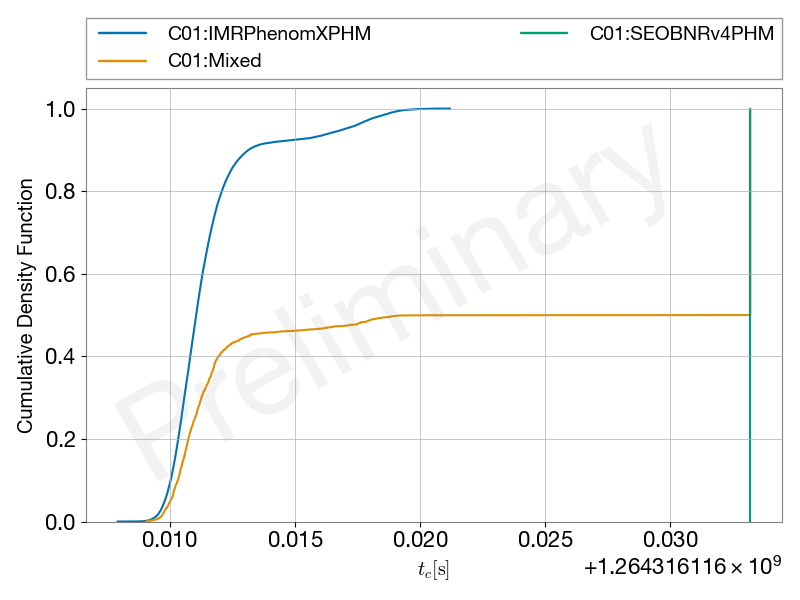 C01:IMRPhenomXPHM
C01:Mixed
C01:SEOBNRv4PHM
Cumulative Density Function
1.0
0.8
0.6
0.4
0.2
0.0
Preliminary
0.010 0.015 0.020 0.025 0.030
t_c[s]
+1.264316116 × 10⁹